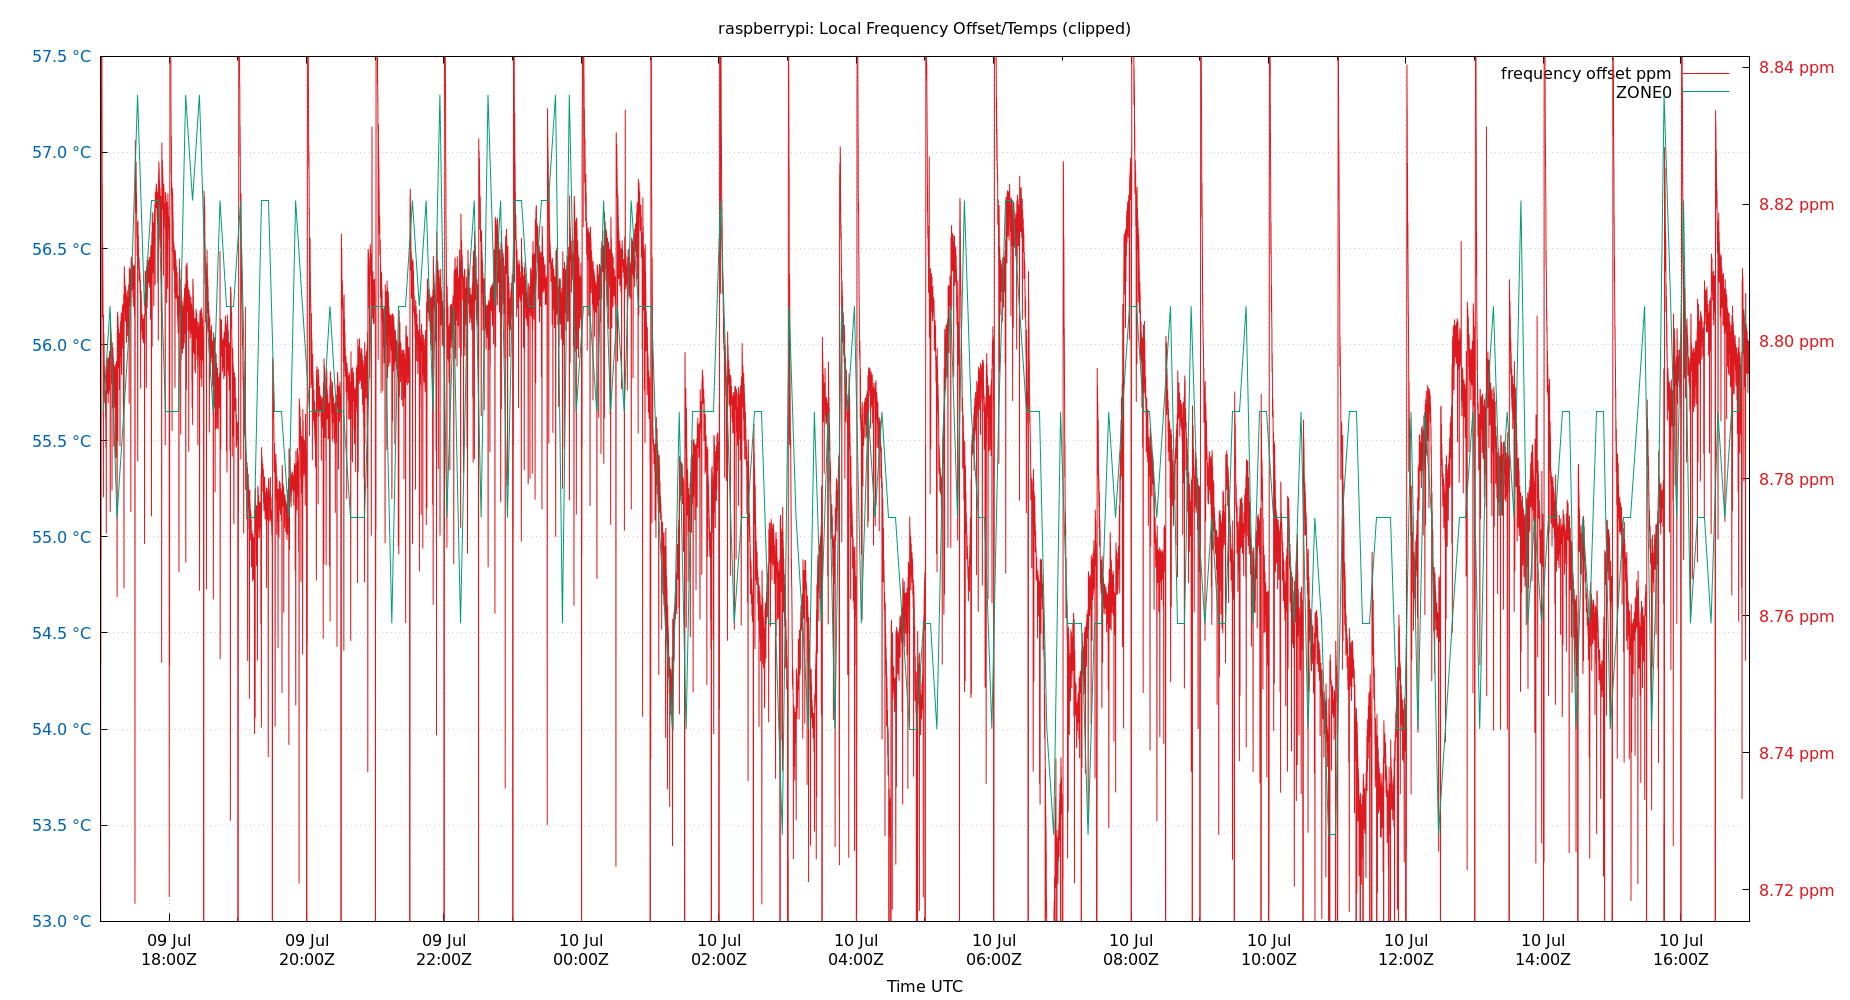 raspberrypi: Local Frequency Offset/Temps (clipped)
frequency offset ppm
ZONE0
57.5 °C
57.0 °C
56.5 °C
56.0 °C
55.5 °C
55.0 °C
54.5 °C
54.0 °C
53.5 °C
53.0 °C
8.84 ppm
8.82 ppm
8.80 ppm
8.78 ppm
8.76 ppm
8.74 ppm
8.72 ppm
09 Jul
18:00Z
09 Jul
20:00Z
09 Jul
22:00Z
10 Jul
00:00Z
10 Jul
02:00Z
10 Jul
04:00Z
10 Jul
06:00Z
10 Jul
08:00Z
10 Jul
10:00Z
10 Jul
12:00Z
10 Jul
14:00Z
10 Jul
16:00Z
Time UTC